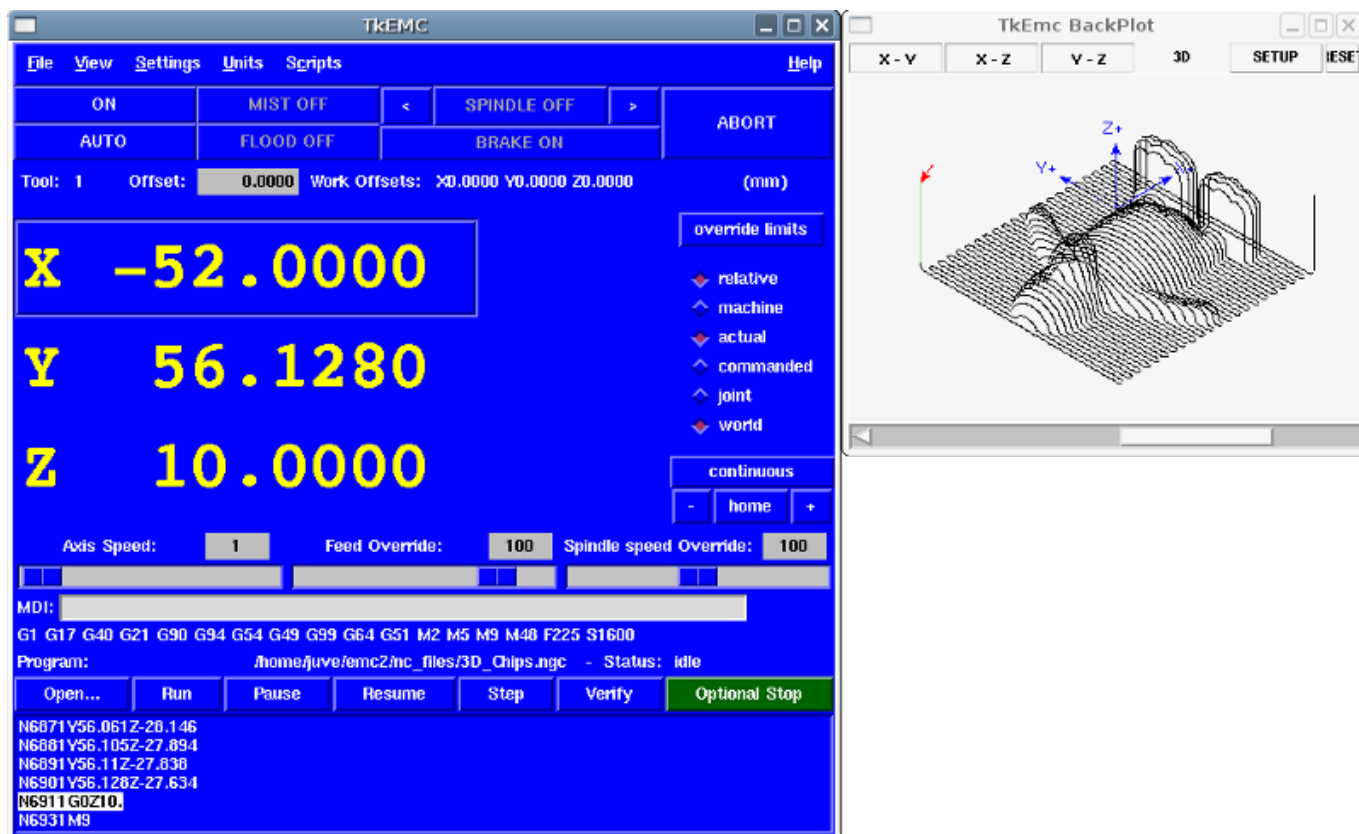 TkEMC
File View Settings Units Scripts Help
ON MIST OFF < SPINDLE OFF > ABORT
AUTO FLOOD OFF BRAKE ON
Tool: 1 Offset: 0.0000 Work Offsets: X0.0000 Y0.0000 Z0.0000 (mm)
override limits
X -52.0000
relative
machine
Y 56.1280
actual
commanded
joint
world
Z 10.0000
continuous
- home +
Axis Speed: 1 Feed Override: 100 Spindle speed Override: 100
MDI:
G1 G17 G40 G21 G90 G94 G54 G49 G99 G64 G51 M2 M5 M9 M48 F225 S1600
Program: /home/juve/emc2/nc_files/3D_Chips.ngc - Status: idle
Open... Run Pause Resume Step Verify Optional Stop
N6871Y56.061Z-28.146
N6881Y56.105Z-27.894
N6891Y56.11Z-27.838
N6901Y56.128Z-27.634
N6911G0Z10.
N6931M9
TkEmc BackPlot
X - Y X - Z Y - Z 3D SETUP RESET
Z+
Y+ X+